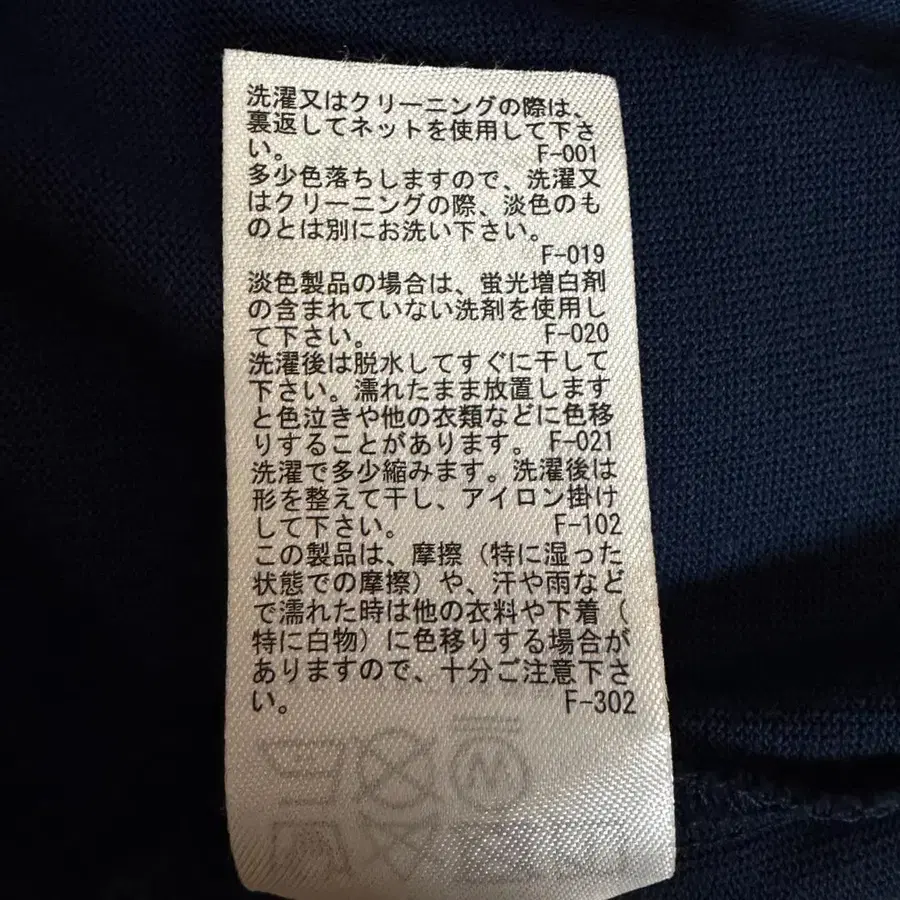 洗濯又はクリーニングの際は、
裏返してネットを使用して下さ
い。 F-001
多少色落ちしますので、洗濯又
はクリーニングの際、淡色のも
のとは別にお洗い下さい。
F-019
淡色製品の場合は、蛍光増白剤
の含まれていない洗剤を使用し
て下さい。 F-020
洗濯後は脱水してすぐに干して
下さい。濡れたまま放置します
と色泣きや他の衣類などに色移
りすることがあります。 F-021
洗濯で多少縮みます。洗濯後は
形を整えて干し、アイロン掛け
して下さい。 F-102
この製品は、摩擦（特に湿った
状態での摩擦）や、汗や雨など
で濡れた時は他の衣料や下着（
特に白物）に色移りする場合が
ありますので、十分ご注意下さ
い。 F-302